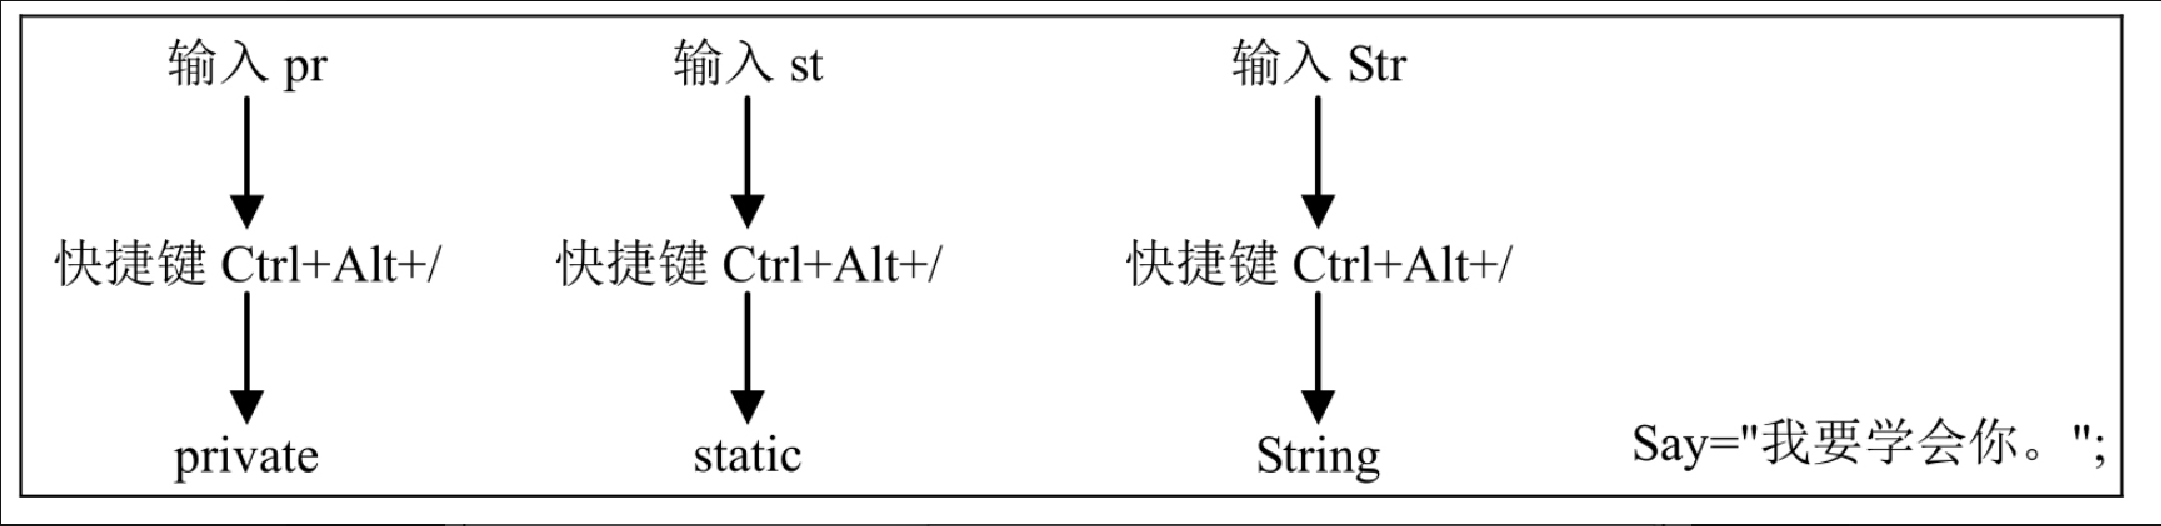 输入 pr 输入 st 输入 Str
快捷键 Ctrl+Alt+/ 快捷键 Ctrl+Alt+/ 快捷键 Ctrl+Alt+/
private static String Say="我要学会你。";